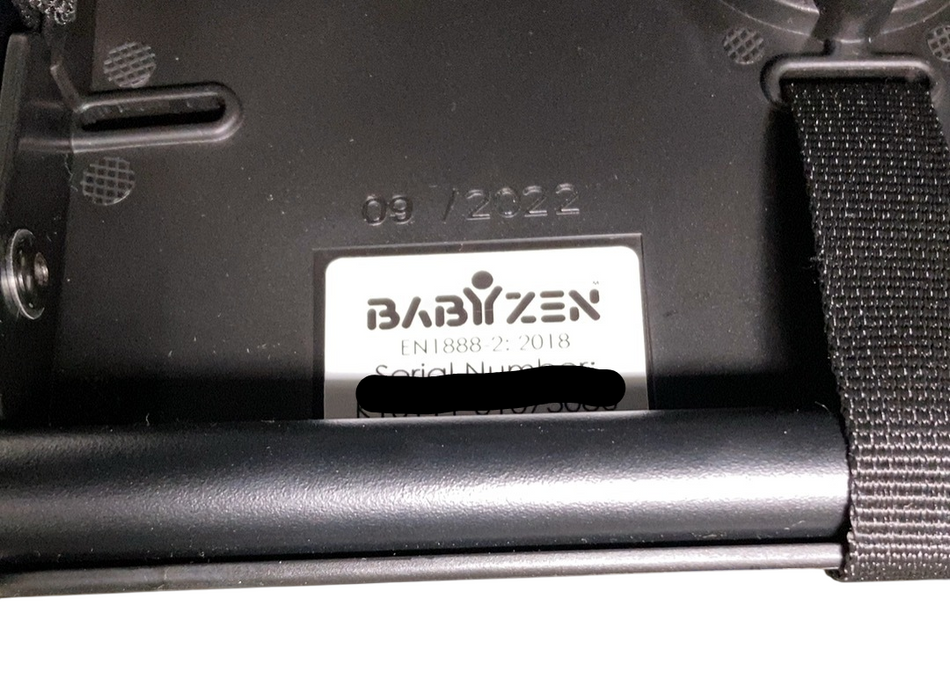 09 / 2022
BABYZEN
EN1888-2: 2018
Serial Number: